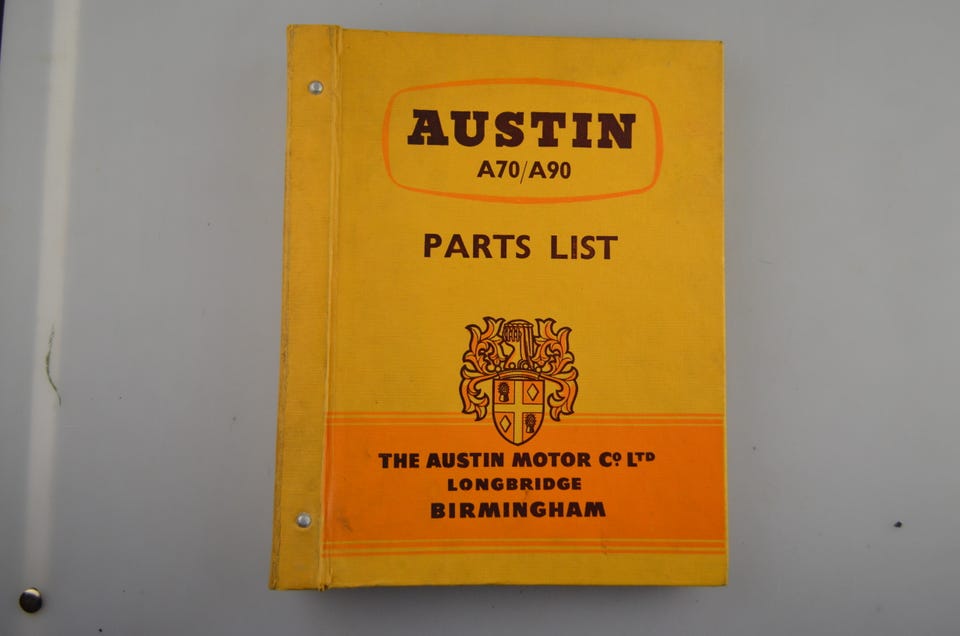 AUSTIN
A70/A90
PARTS LIST
THE AUSTIN MOTOR Cº LTD
LONGBRIDGE
BIRMINGHAM